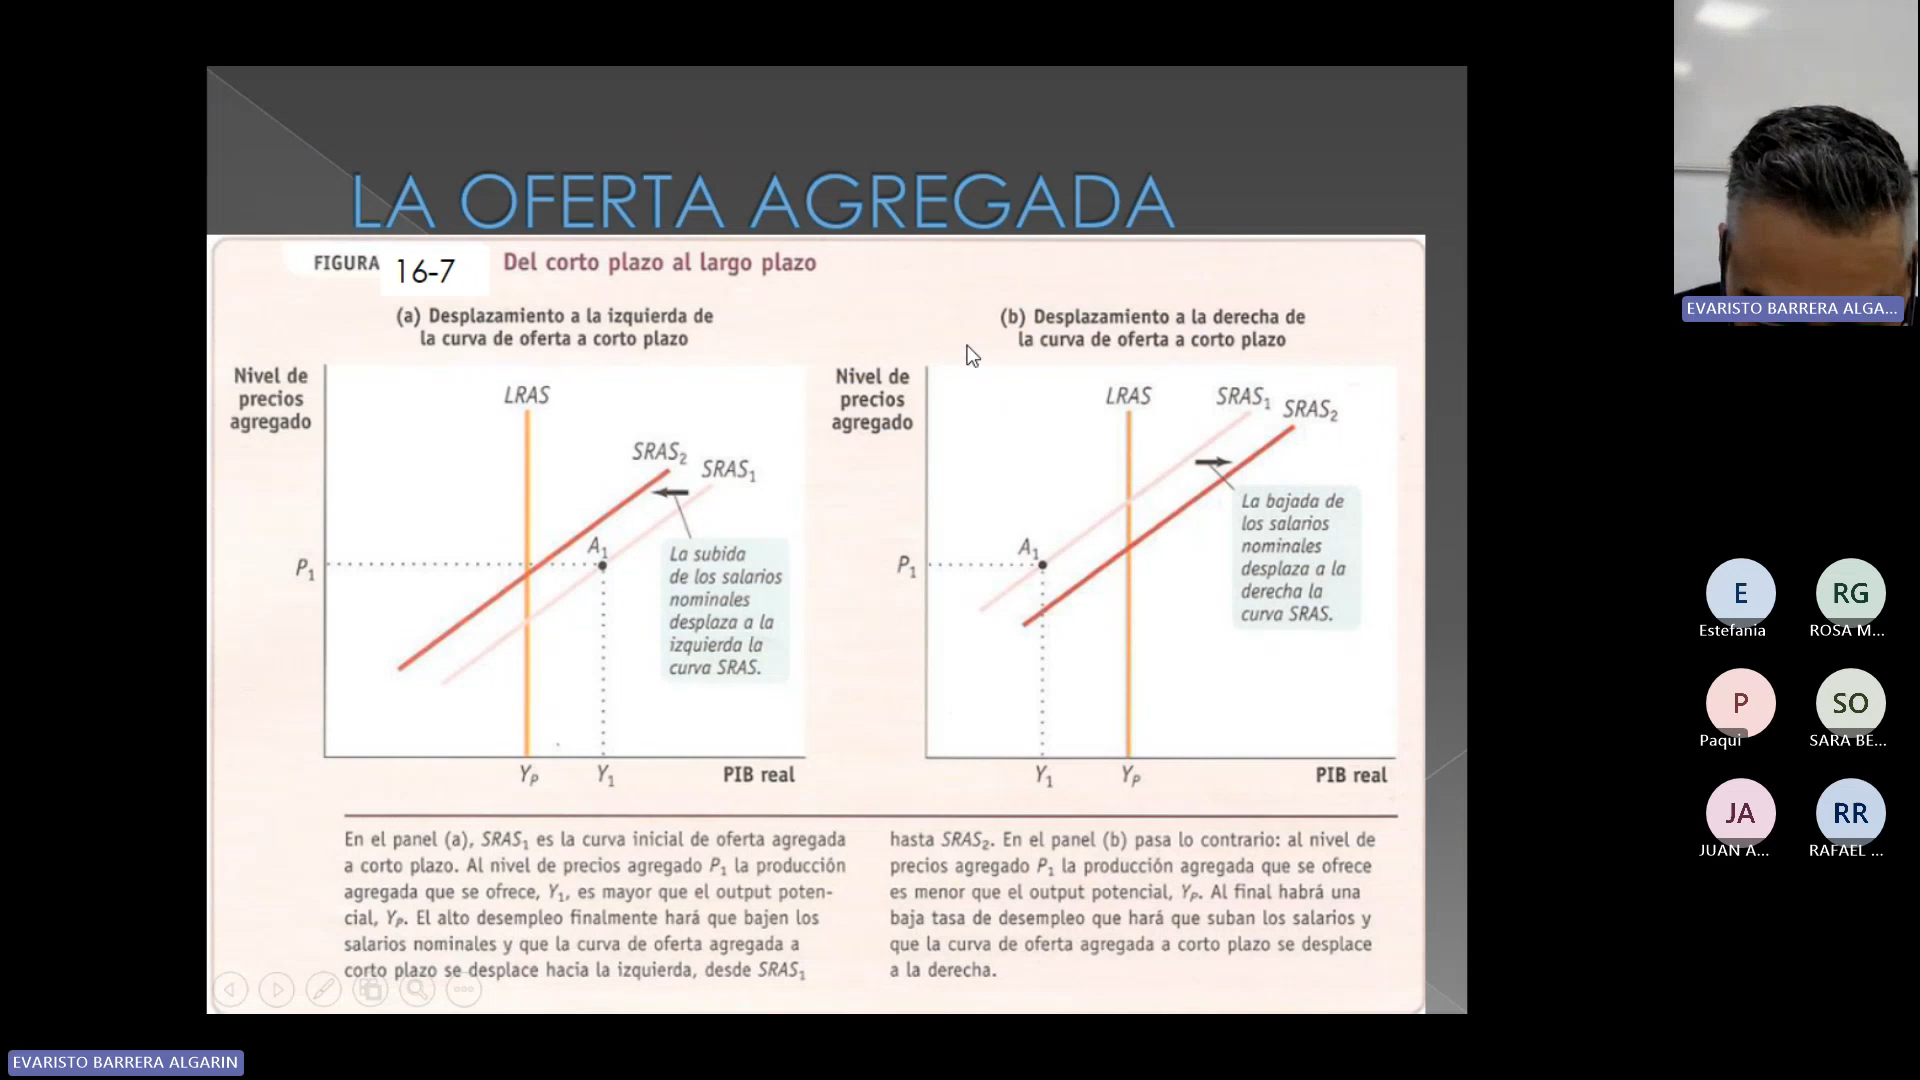 LA OFERTA AGREGADA
FIGURA 16-7 Del corto plazo al largo plazo
(a) Desplazamiento a la izquierda de
la curva de oferta a corto plazo
Nivel de
precios
agregado
LRAS
SRAS2
SRAS1
A1
P1
La subida
de los salarios
nominales
desplaza a la
izquierda la
curva SRAS.
YP
Y1
PIB real
(b) Desplazamiento a la derecha de
la curva de oferta a corto plazo
Nivel de
precios
agregado
LRAS
SRAS1
SRAS2
A1
P1
La bajada de
los salarios
nominales
desplaza a la
derecha la
curva SRAS.
Y1
YP
PIB real
En el panel (a), SRAS1 es la curva inicial de oferta agregada
a corto plazo. Al nivel de precios agregado P1 la producción
agregada que se ofrece, Y1, es mayor que el output poten-
cial, YP. El alto desempleo finalmente hará que bajen los
salarios nominales y que la curva de oferta agregada a
corto plazo se desplace hacia la izquierda, desde SRAS1
hasta SRAS2. En el panel (b) pasa lo contrario: al nivel de
precios agregado P1 la producción agregada que se ofrece
es menor que el output potencial, YP. Al final habrá una
baja tasa de desempleo que hará que suban los salarios y
que la curva de oferta agregada a corto plazo se desplace
a la derecha.
EVARISTO BARRERA ALGA...
E
Estefania
RG
ROSA M...
P
Paqui
SO
SARA BE...
JA
JUAN A...
RR
RAFAEL ...
EVARISTO BARRERA ALGARIN